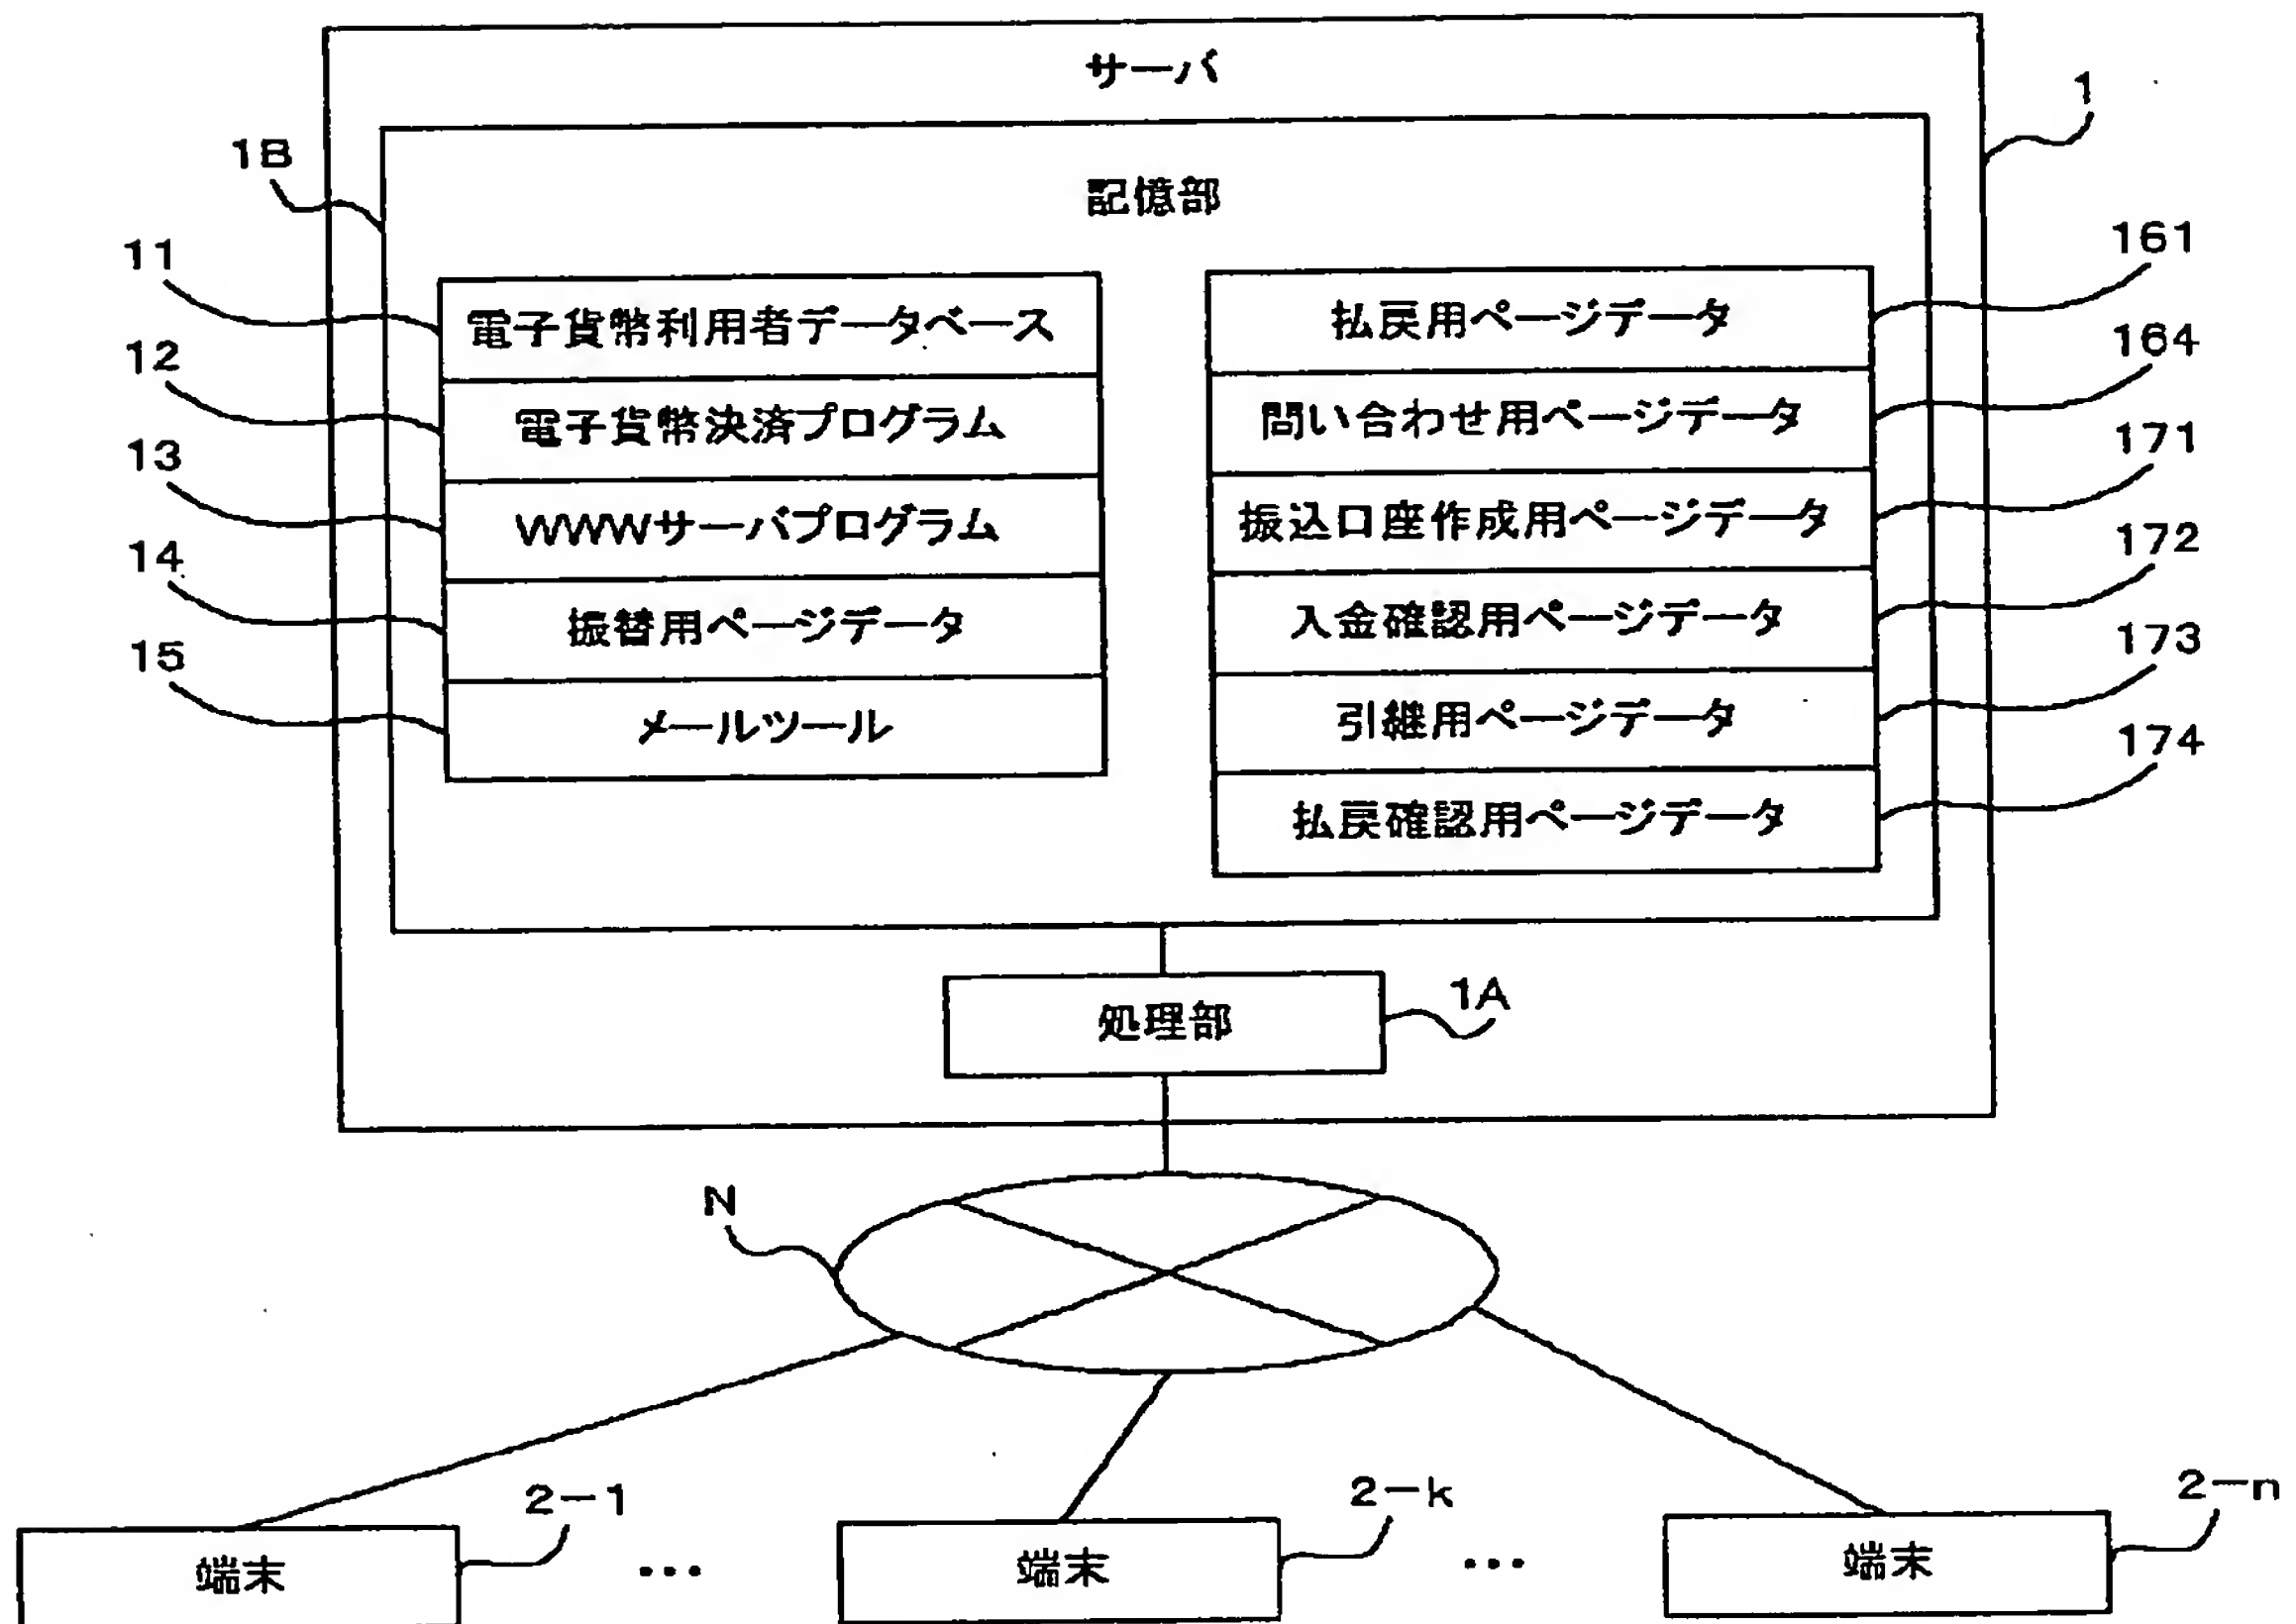 サーバ
1
1B
記憶部
11
電子貨幣利用者データベース
12
電子貨幣決済プログラム
13
WWWサーバプログラム
14
振替用ページデータ
15
メールツール
161
払戻用ページデータ
164
問い合わせ用ページデータ
171
振込口座作成用ページデータ
172
入金確認用ページデータ
173
引継用ページデータ
174
払戻確認用ページデータ
処理部
1A
N
2-1
端末
...
2-k
端末
...
2-n
端末